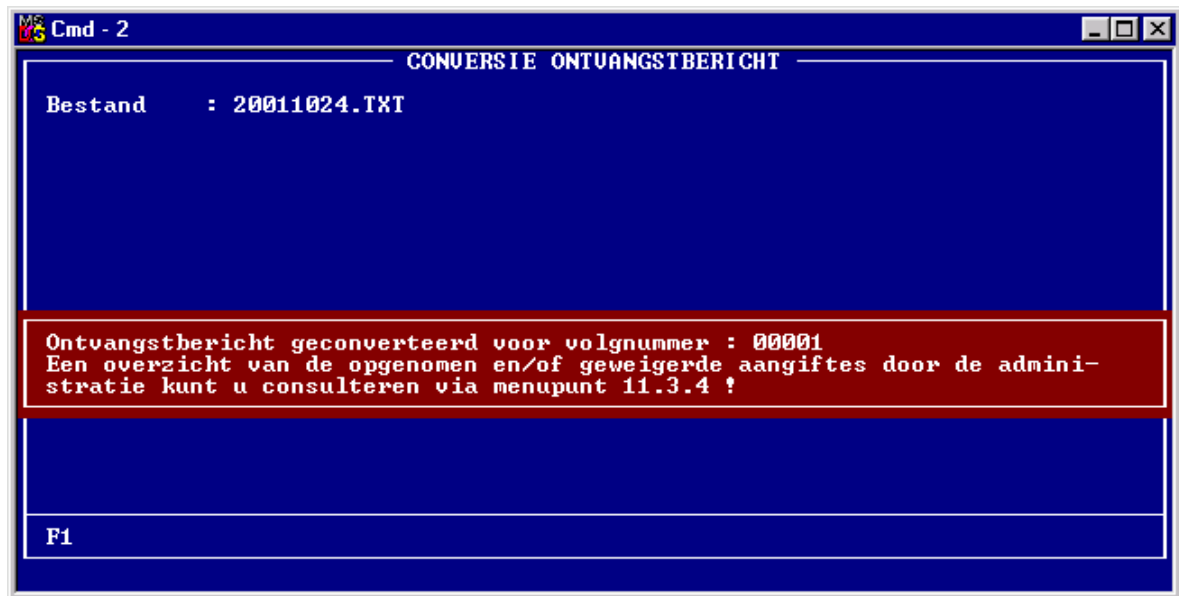 Cmd - 2
CONVERSIE ONTVANGSTBERICHT
Bestand : 20011024.TXT
Ontvangstbericht geconverteerd voor volgnummer : 00001
Een overzicht van de opgenomen en/of geweigerde aangiftes door de admini-
stratie kunt u consulteren via menupunt 11.3.4 !
F1